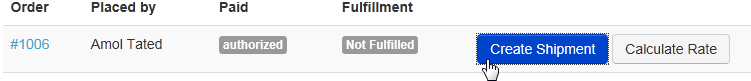 Order Placed by Paid Fulfillment
#1006 Amol Tated authorized Not Fulfilled Create Shipment Calculate Rate